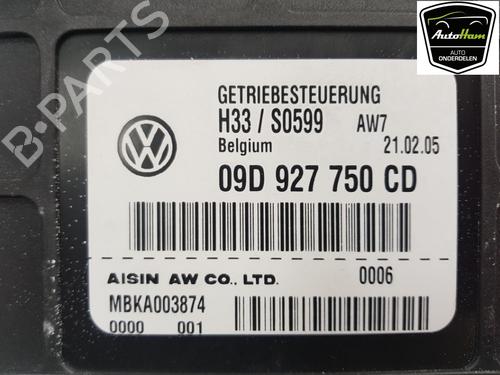 AutoHam
AUTO
ONDERDELEN
B-PARTS
GETRIEBESTEUERUNG
H33 / S0599 AW7
Belgium 21.02.05
09D 927 750 CD
AISIN AW CO., LTD. 0006
MBKA003874
0000 001